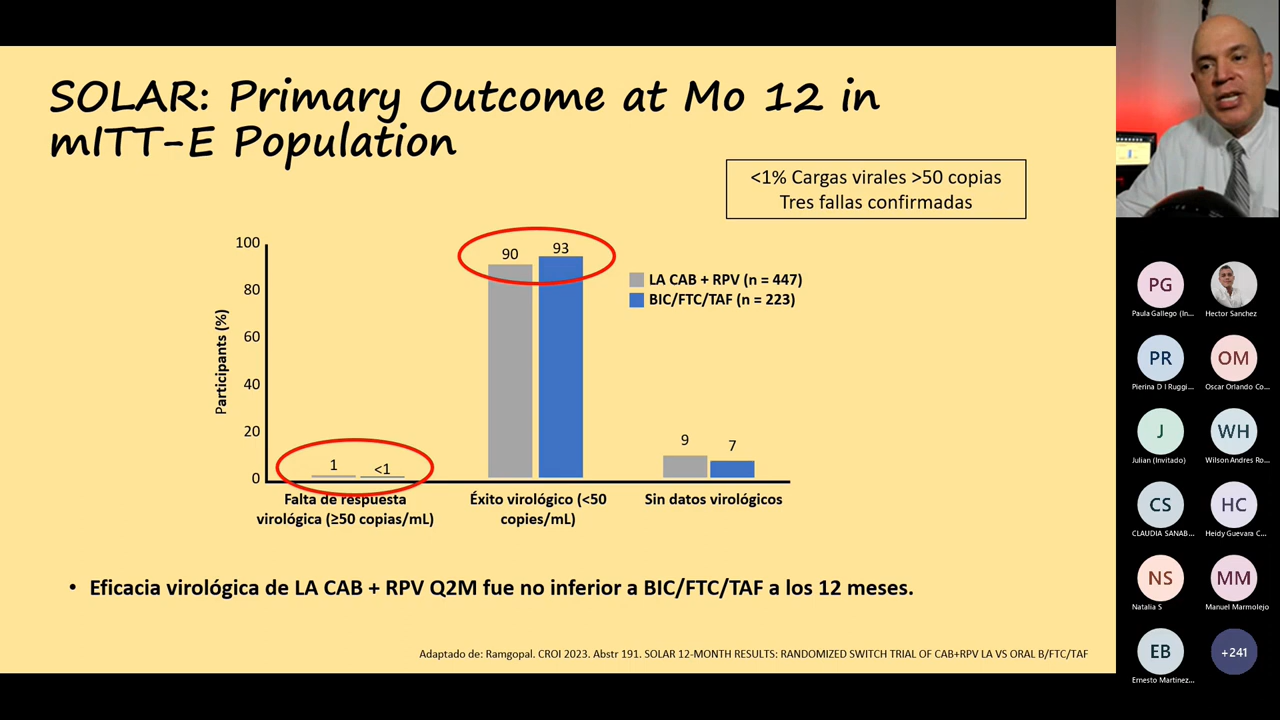 SOLAR: Primary Outcome at Mo 12 in
mITT-E Population
<1% Cargas virales >50 copias
Tres fallas confirmadas
100
80
60
40
20
0
Participants (%)
1
<1
90
93
9
7
LA CAB + RPV (n = 447)
BIC/FTC/TAF (n = 223)
Falta de respuesta
virológica (≥50 copias/mL)
Éxito virológico (<50
copies/mL)
Sin datos virológicos
• Eficacia virológica de LA CAB + RPV Q2M fue no inferior a BIC/FTC/TAF a los 12 meses.
Adaptado de: Ramgopal. CROI 2023. Abstr 191. SOLAR 12-MONTH RESULTS: RANDOMIZED SWITCH TRIAL OF CAB+RPV LA VS ORAL B/FTC/TAF
PG
Paula Gallego (In...
Hector Sanchez
PR
OM
Pierina D I Ruggi...
Oscar Orlando Co...
J
WH
Julian (Invitado)
Wilson Andres Ro...
CS
HC
CLAUDIA SANAB...
Heidy Guevara C...
NS
MM
Natalia S
Manuel Marmolejo
EB
+241
Ernesto Martinez...